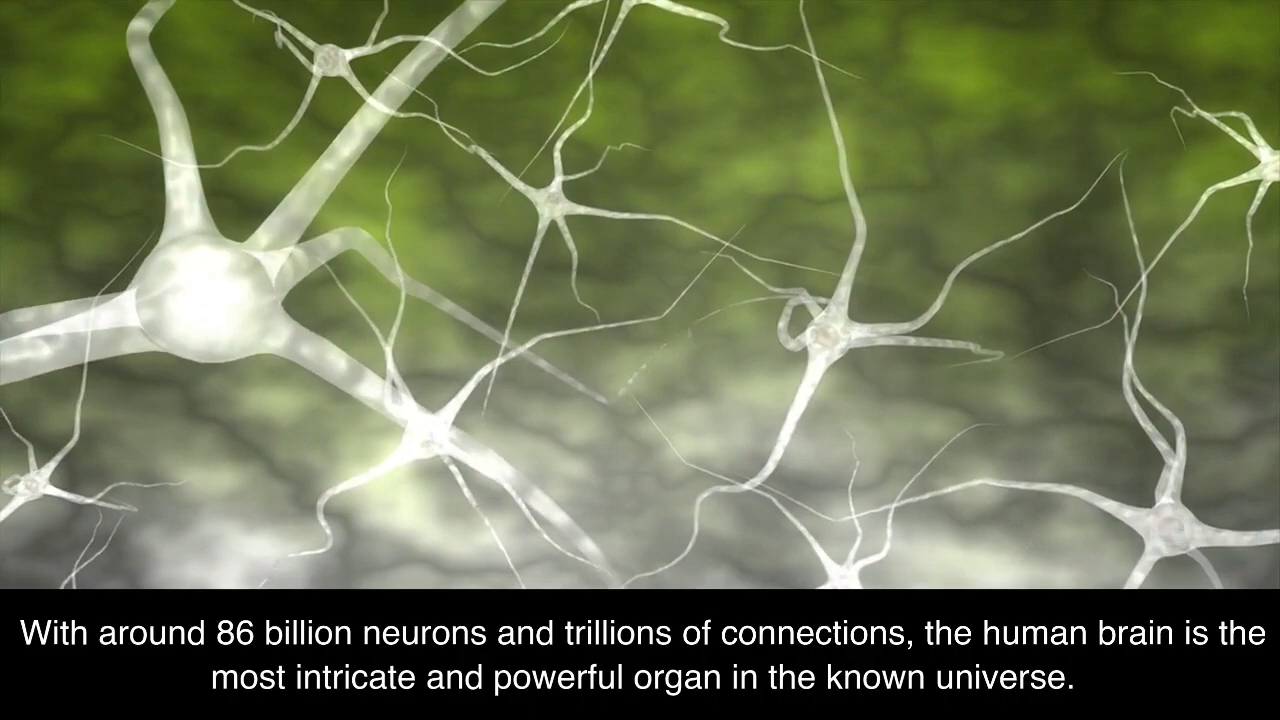 With around 86 billion neurons and trillions of connections, the human brain is the
most intricate and powerful organ in the known universe.